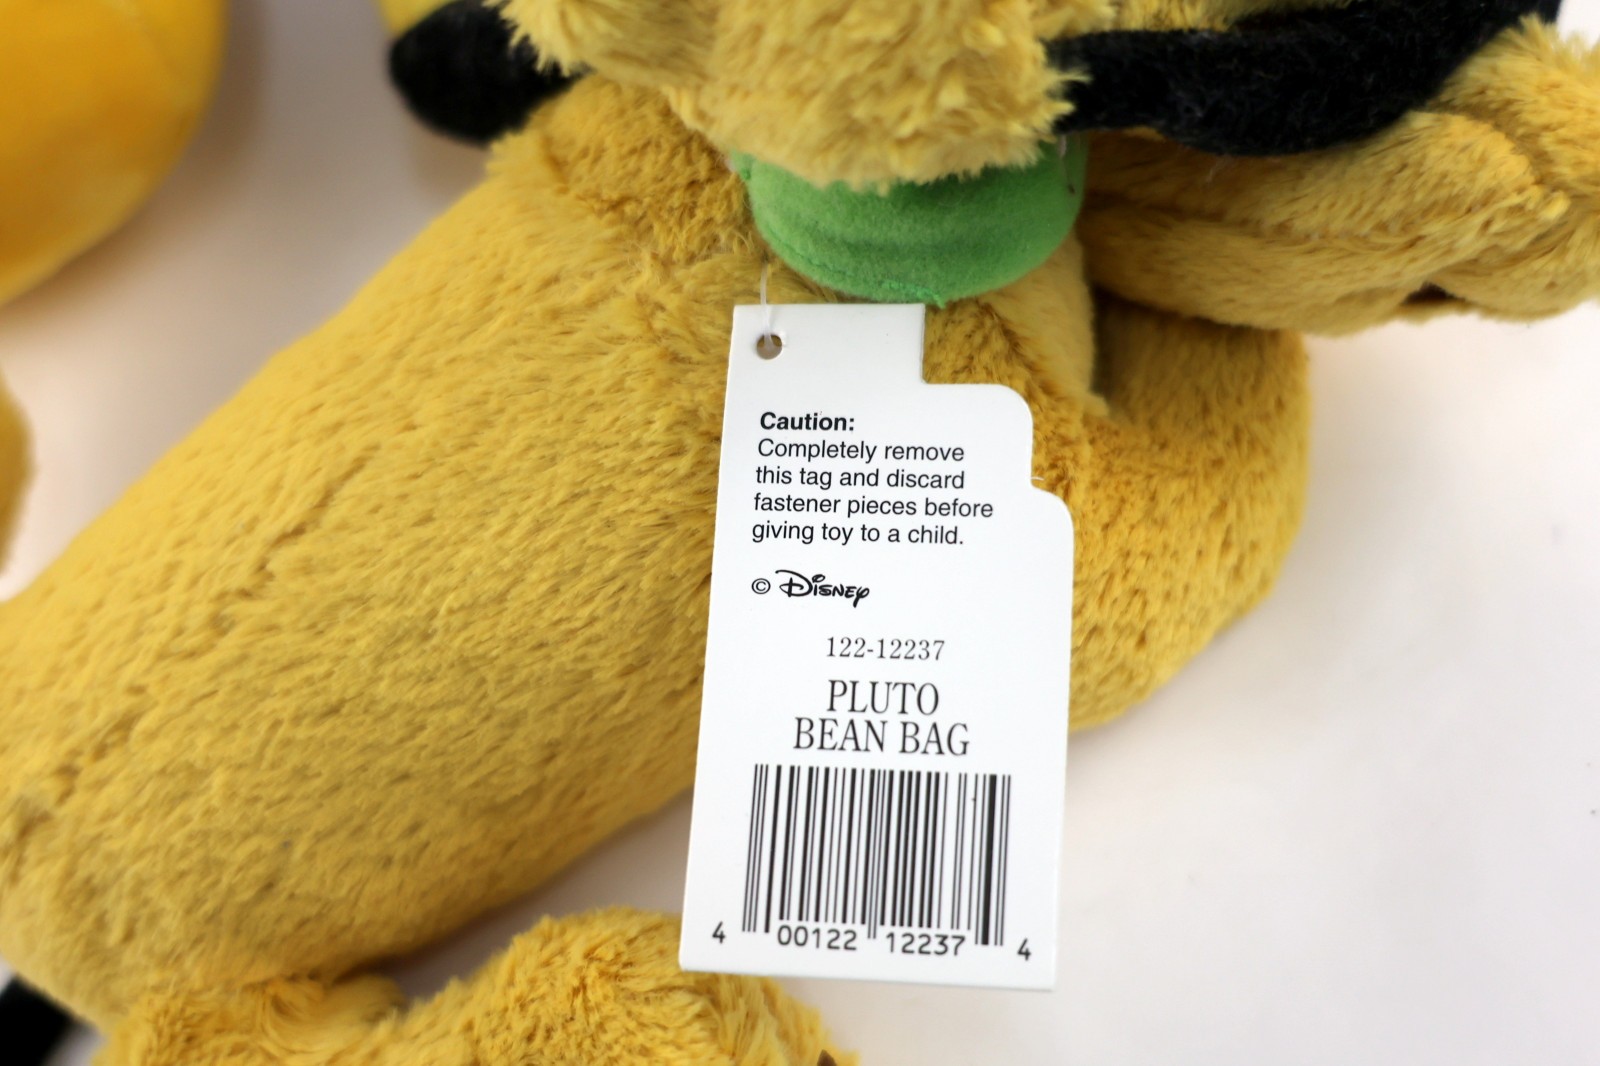 Caution:
Completely remove
this tag and discard
fastener pieces before
giving toy to a child.
© Disney
122-12237
PLUTO
BEAN BAG
4 00122 12237 4